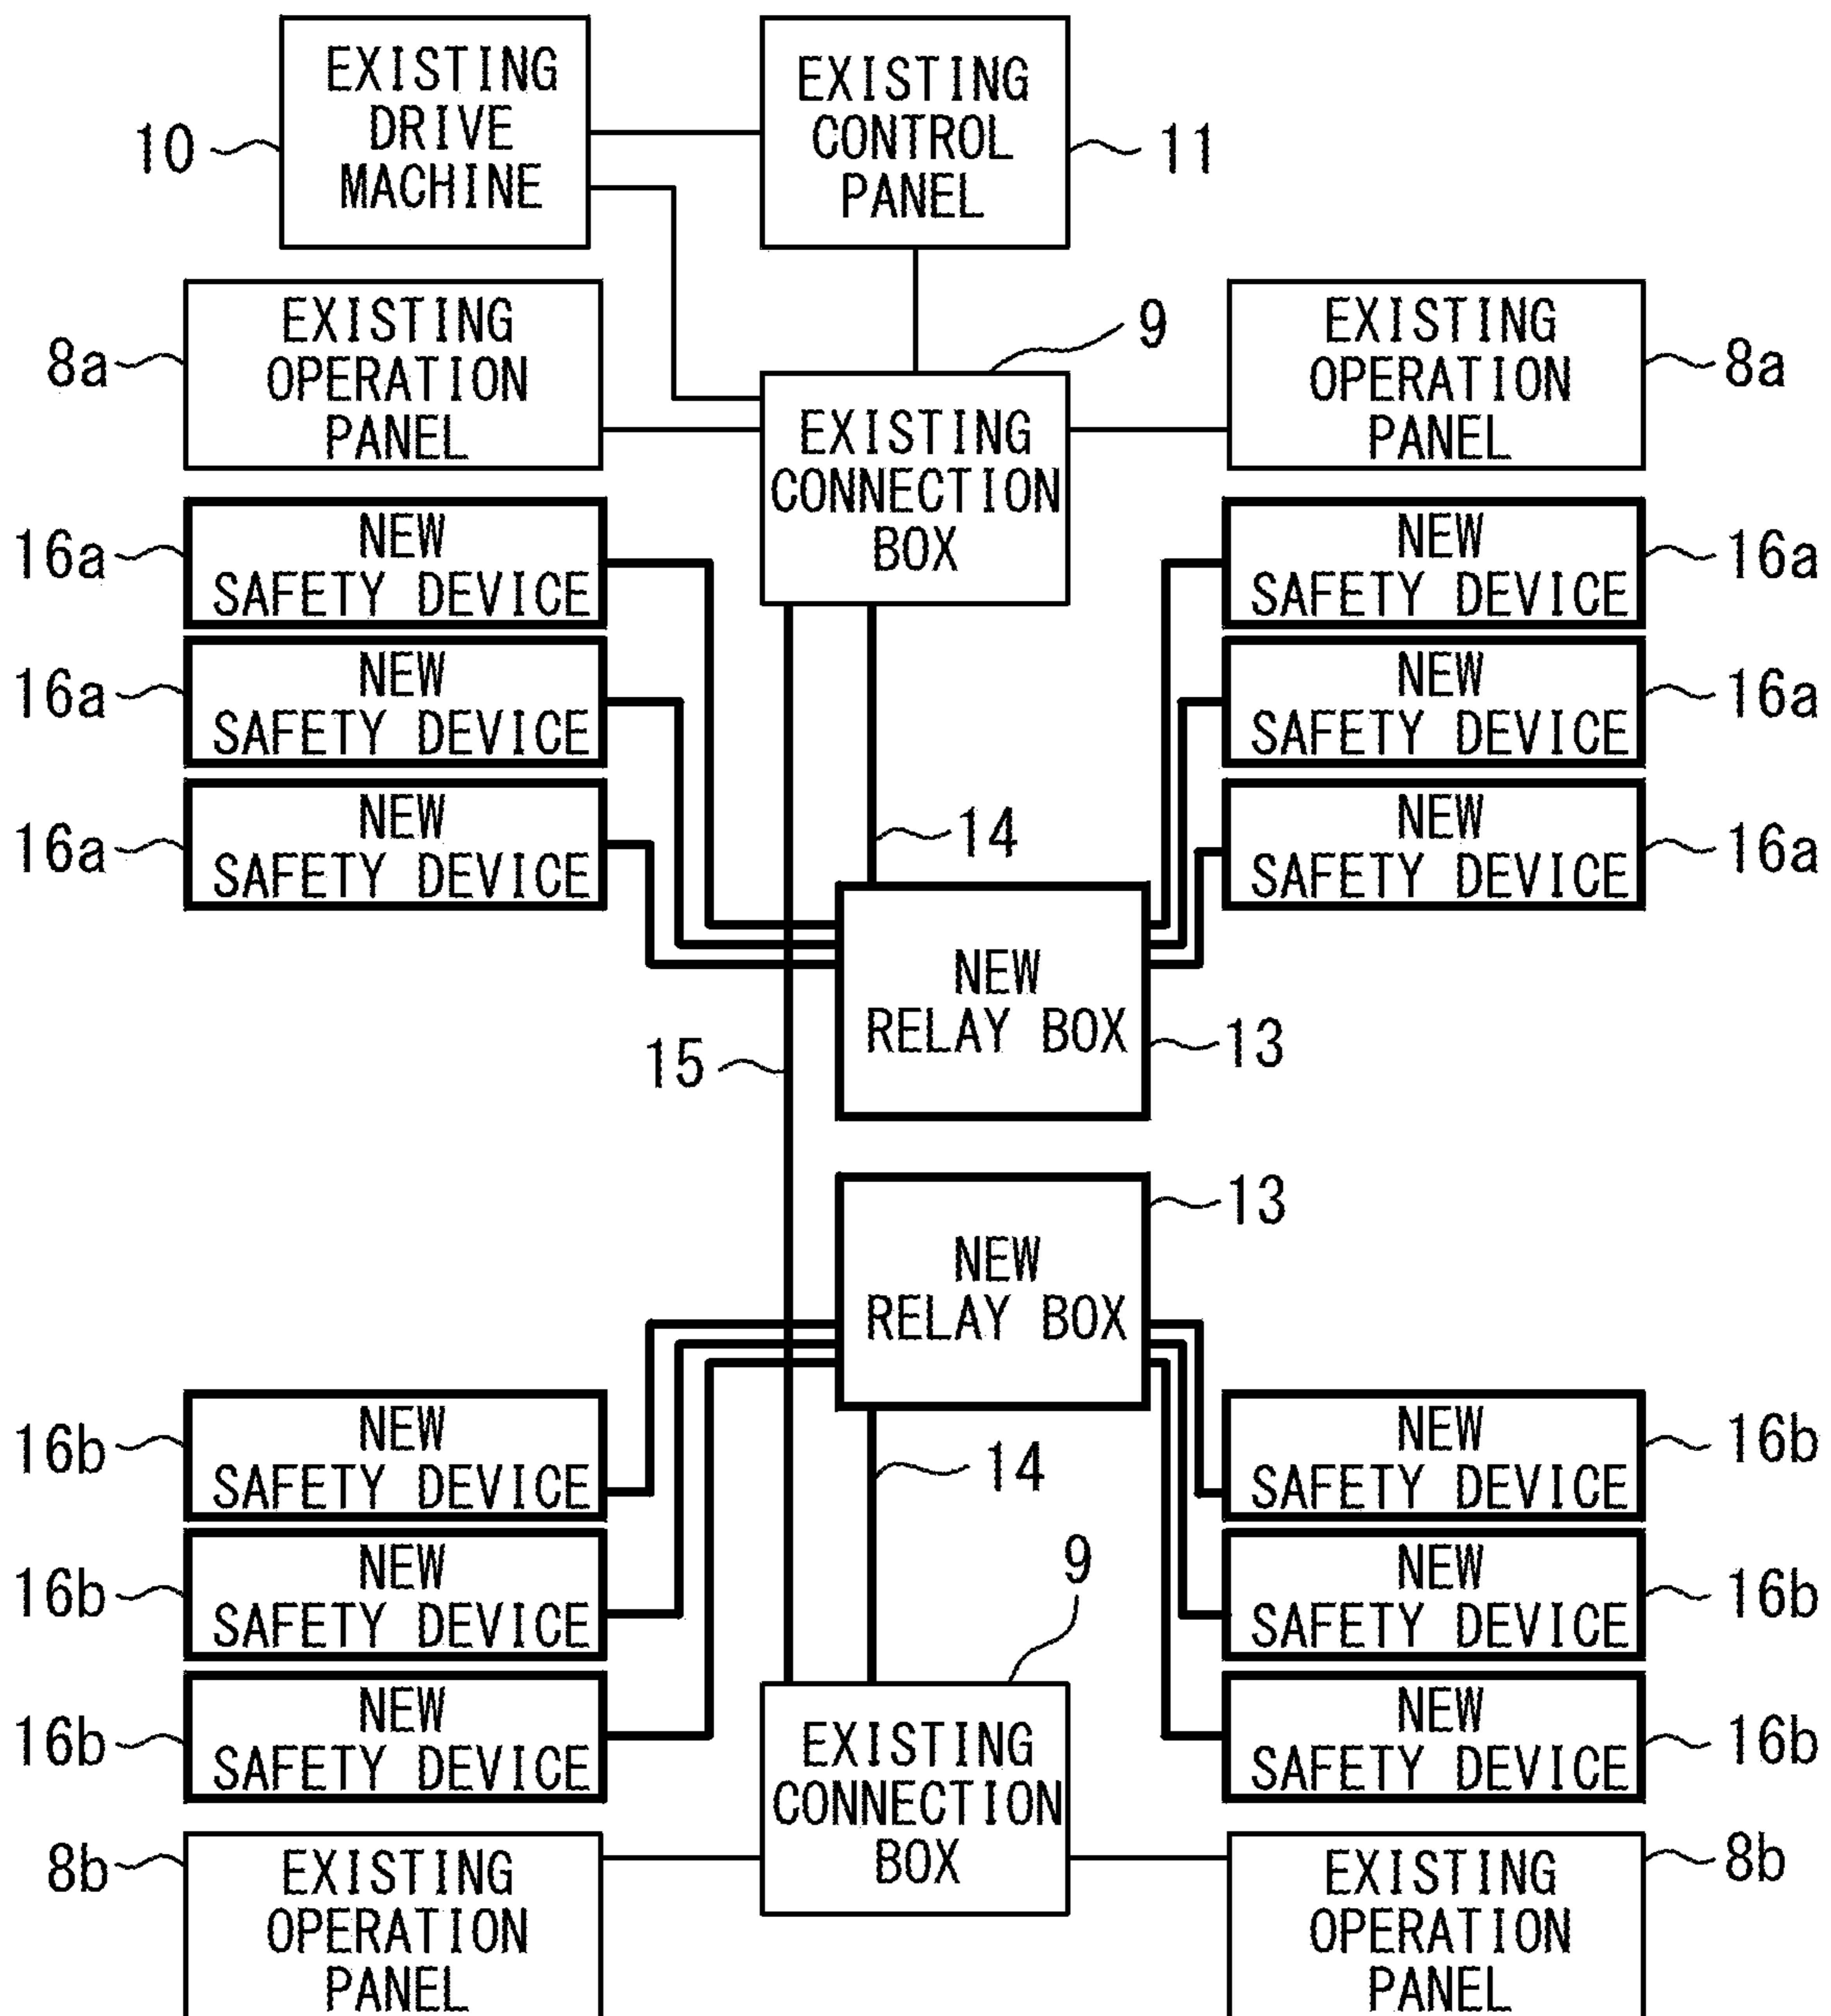 EXISTING
DRIVE
MACHINE
10
EXISTING
CONTROL
PANEL
11
EXISTING
OPERATION
PANEL
8a
9
EXISTING
CONNECTION
BOX
EXISTING
OPERATION
PANEL
8a
16a
NEW
SAFETY DEVICE
NEW
SAFETY DEVICE
16a
16a
NEW
SAFETY DEVICE
NEW
SAFETY DEVICE
16a
16a
NEW
SAFETY DEVICE
14
NEW
SAFETY DEVICE
16a
NEW
RELAY BOX
13
15
13
NEW
RELAY BOX
16b
NEW
SAFETY DEVICE
14
NEW
SAFETY DEVICE
16b
16b
NEW
SAFETY DEVICE
9
NEW
SAFETY DEVICE
16b
16b
NEW
SAFETY DEVICE
EXISTING
CONNECTION
BOX
NEW
SAFETY DEVICE
16b
8b
EXISTING
OPERATION
PANEL
EXISTING
OPERATION
PANEL
8b